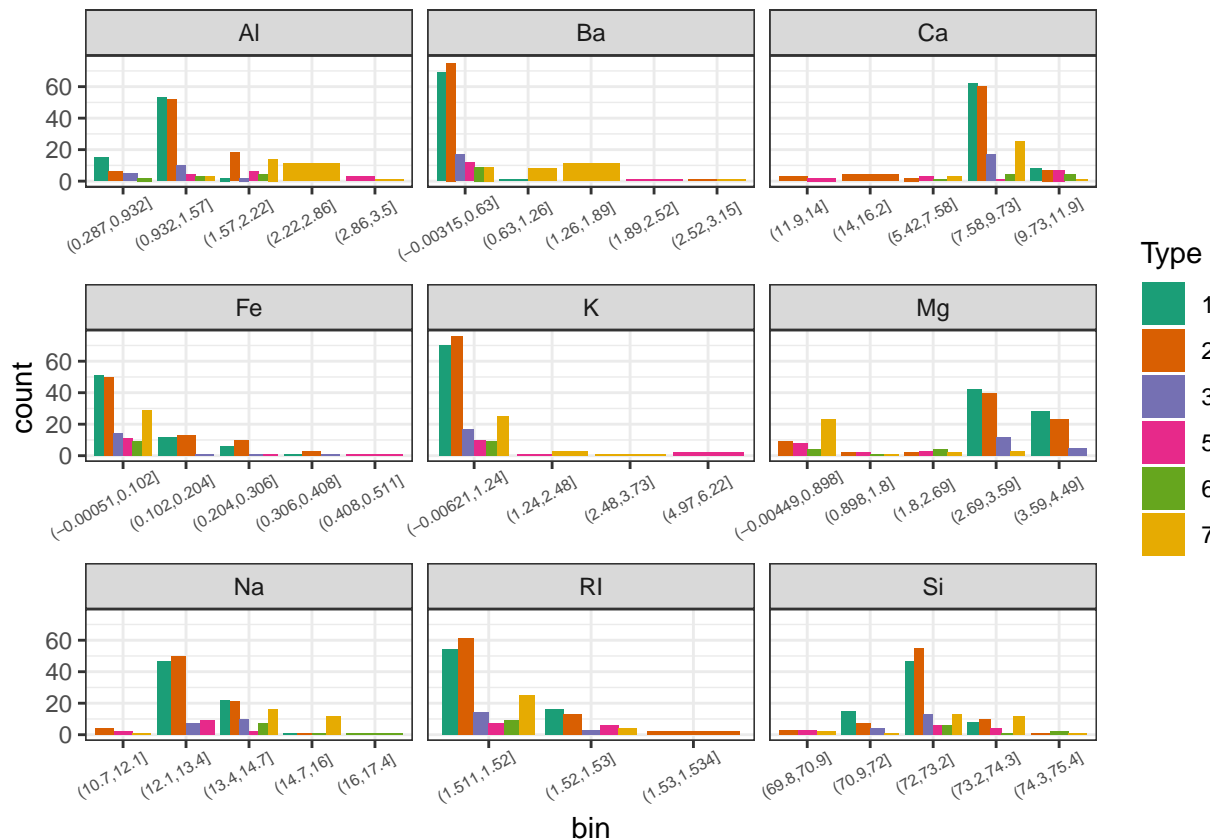 Al Ba Ca
60
40
20
0
(0.287,0.932] (0.932,1.57] (1.57,2.22] (2.22,2.86] (2.86,3.5]
(−0.00315,0.63] (0.63,1.26] (1.26,1.89] (1.89,2.52] (2.52,3.15]
(11.9,14] (14,16.2] (5.42,7.58] (7.58,9.73] (9.73,11.9]
Fe K Mg
count
60
40
20
0
(−0.00051,0.102] (0.102,0.204] (0.204,0.306] (0.306,0.408] (0.408,0.511]
(−0.00621,1.24] (1.24,2.48] (2.48,3.73] (4.97,6.22]
(−0.00449,0.898] (0.898,1.8] (1.8,2.69] (2.69,3.59] (3.59,4.49]
Na RI Si
60
40
20
0
(10.7,12.1] (12.1,13.4] (13.4,14.7] (14.7,16] (16,17.4]
(1.511,1.52] (1.52,1.53] (1.53,1.534]
(69.8,70.9] (70.9,72] (72,73.2] (73.2,74.3] (74.3,75.4]
bin
Type
1
2
3
5
6
7